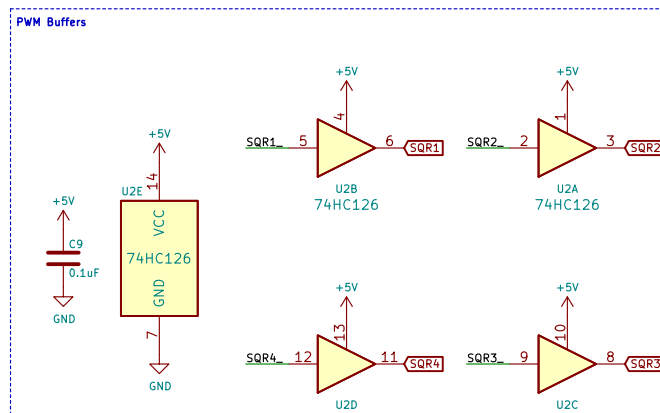 PWM Buffers
+5V
+5V
4
1
SQR1_
5
6
SQR1
SQR2_
2
3
SQR2
U2B
74HC126
U2A
74HC126
+5V
14
U2E
VCC
74HC126
GND
7
GND
+5V
C9
0.1uF
GND
+5V
+5V
13
10
SQR4_
12
11
SQR4
SQR3_
9
8
SQR3
U2D
U2C